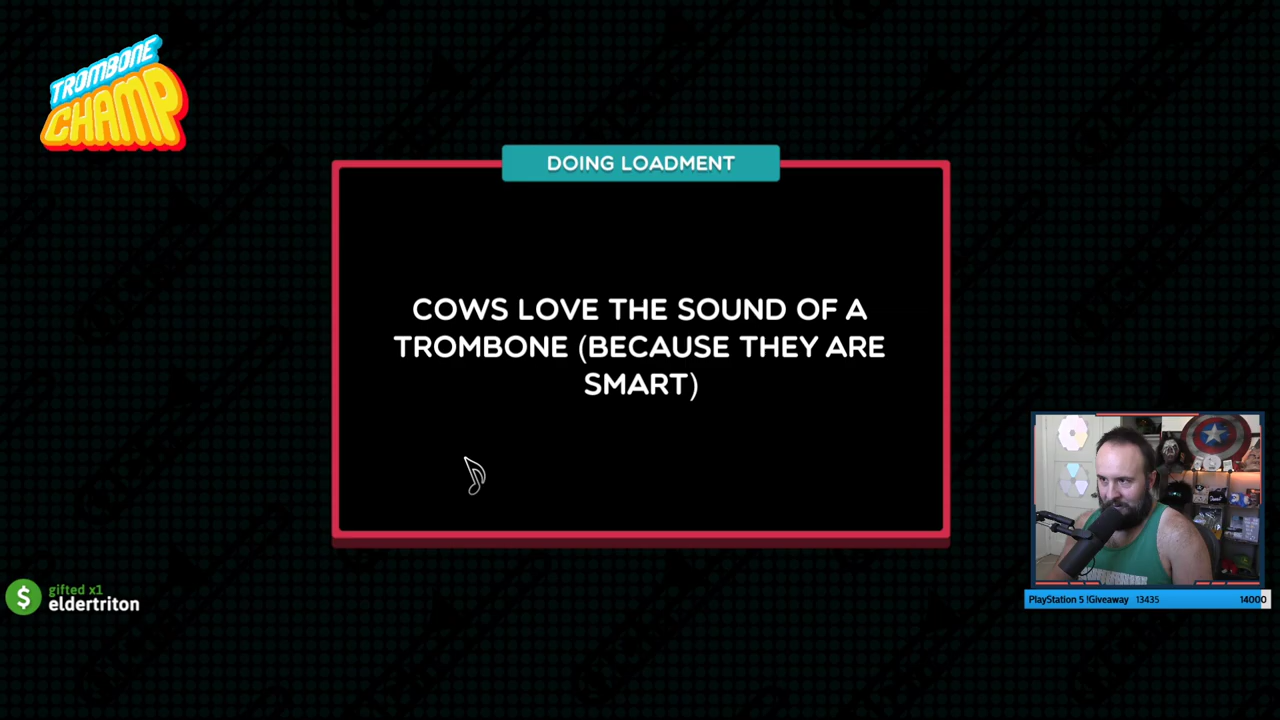 TROMBONE
CHAMP
DOING LOADMENT
COWS LOVE THE SOUND OF A
TROMBONE (BECAUSE THEY ARE
SMART)
$
gifted x1
eldertriton
PlayStation 5 !Giveaway 13435 14000